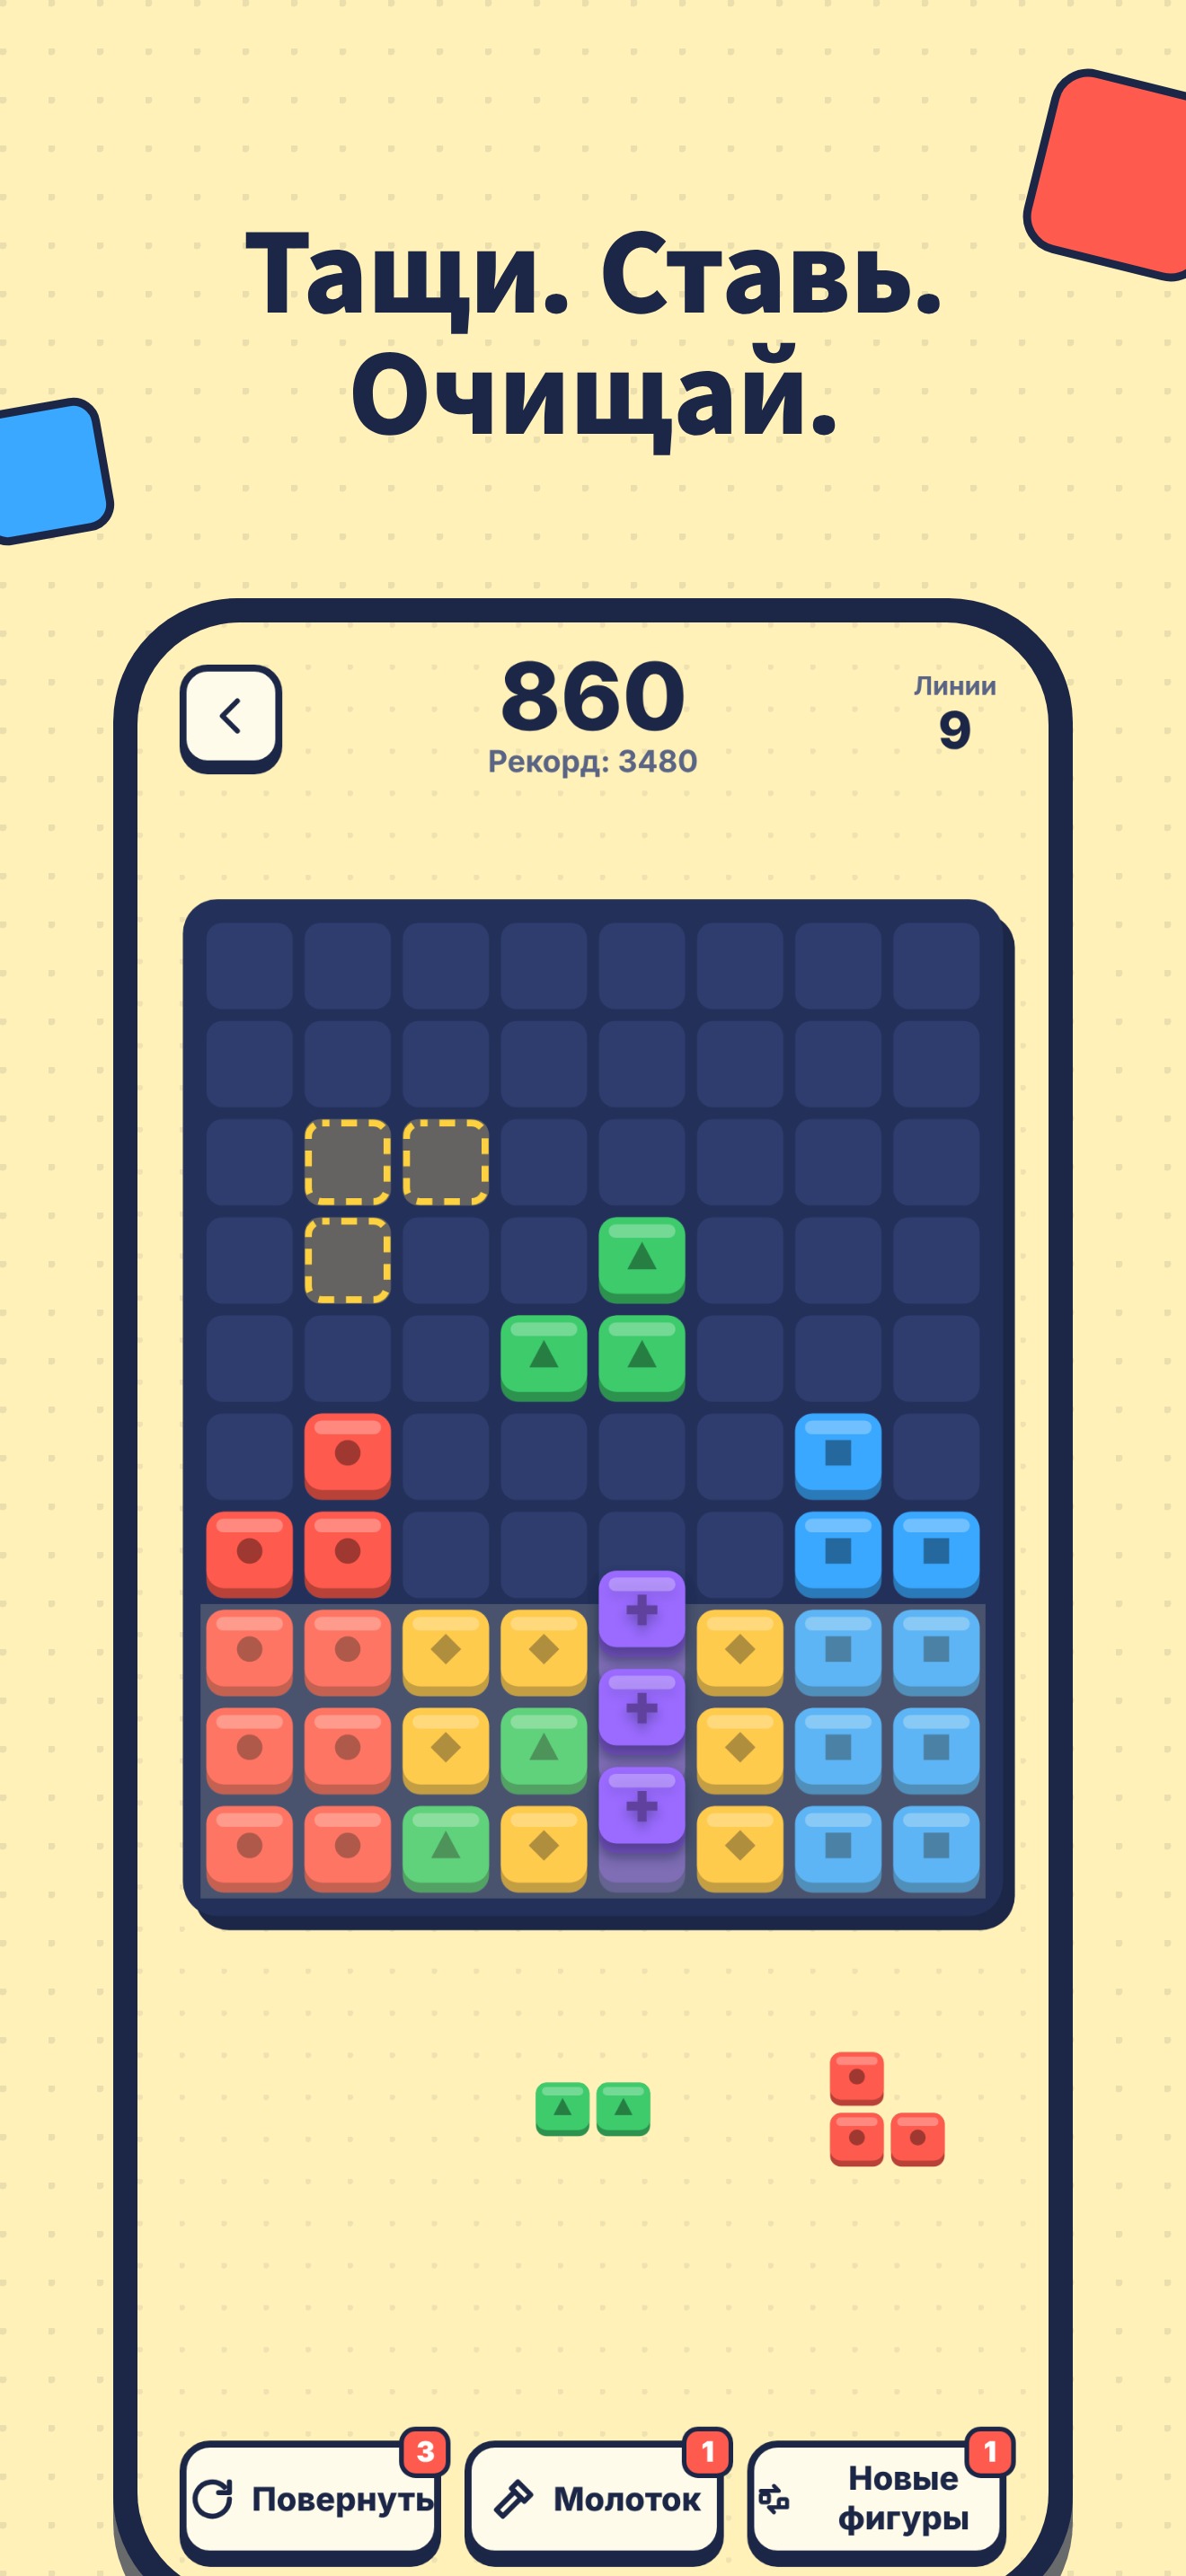 Тащи. Ставь.
Очищай.
860
Рекорд: 3480
Линии
9
3
Повернуть
1
Молоток
1
Новые
фигуры